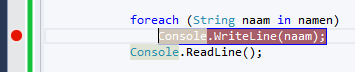 foreach (String naam in namen)
Console.WriteLine(naam);
Console.ReadLine();